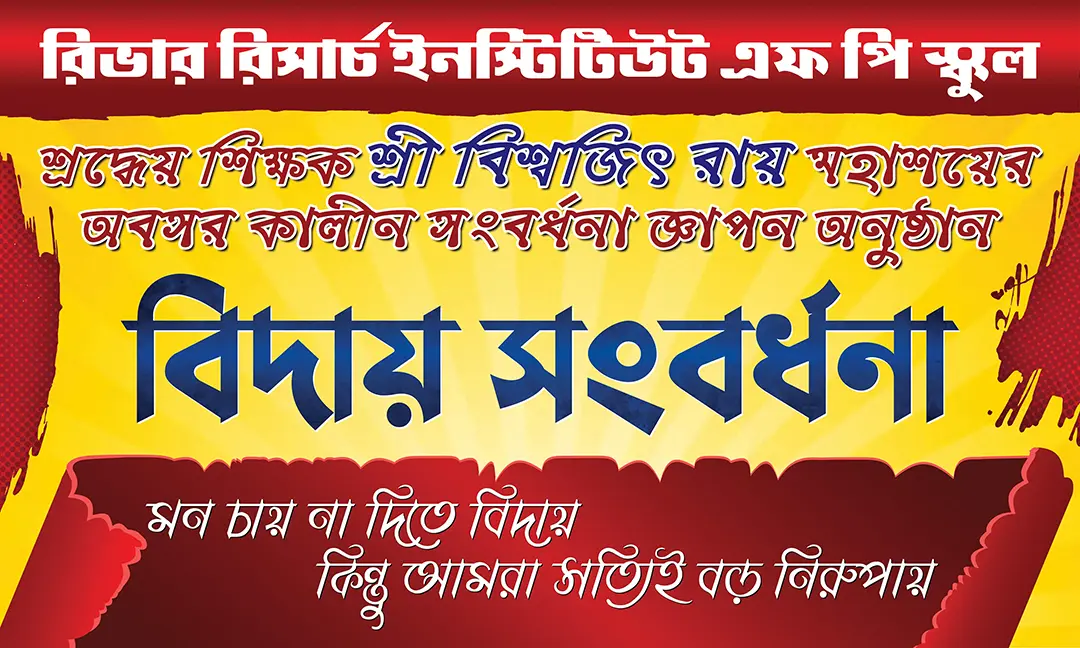 রিভার রিসার্চ ইনস্টিটিউট এফ পি স্কুল
শ্রদ্ধেয় শিক্ষক শ্রী বিশ্বজিৎ রায় মহাশয়ের
অবসর কালীন সংবর্ধনা জ্ঞাপন অনুষ্ঠান
বিদায় সংবর্ধনা
মন চায় না দিতে বিদায়
কিন্তু আমরা সত্যিই বড় নিরুপায়